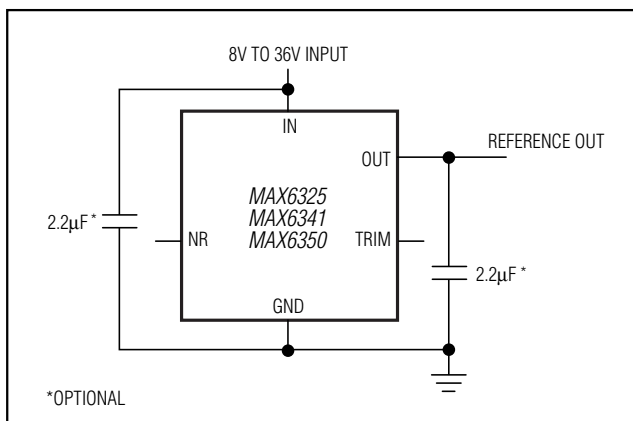 8V TO 36V INPUT
IN
OUT
REFERENCE OUT
MAX6325
MAX6341
MAX6350
2.2μF*
NR
TRIM
2.2μF*
GND
*OPTIONAL